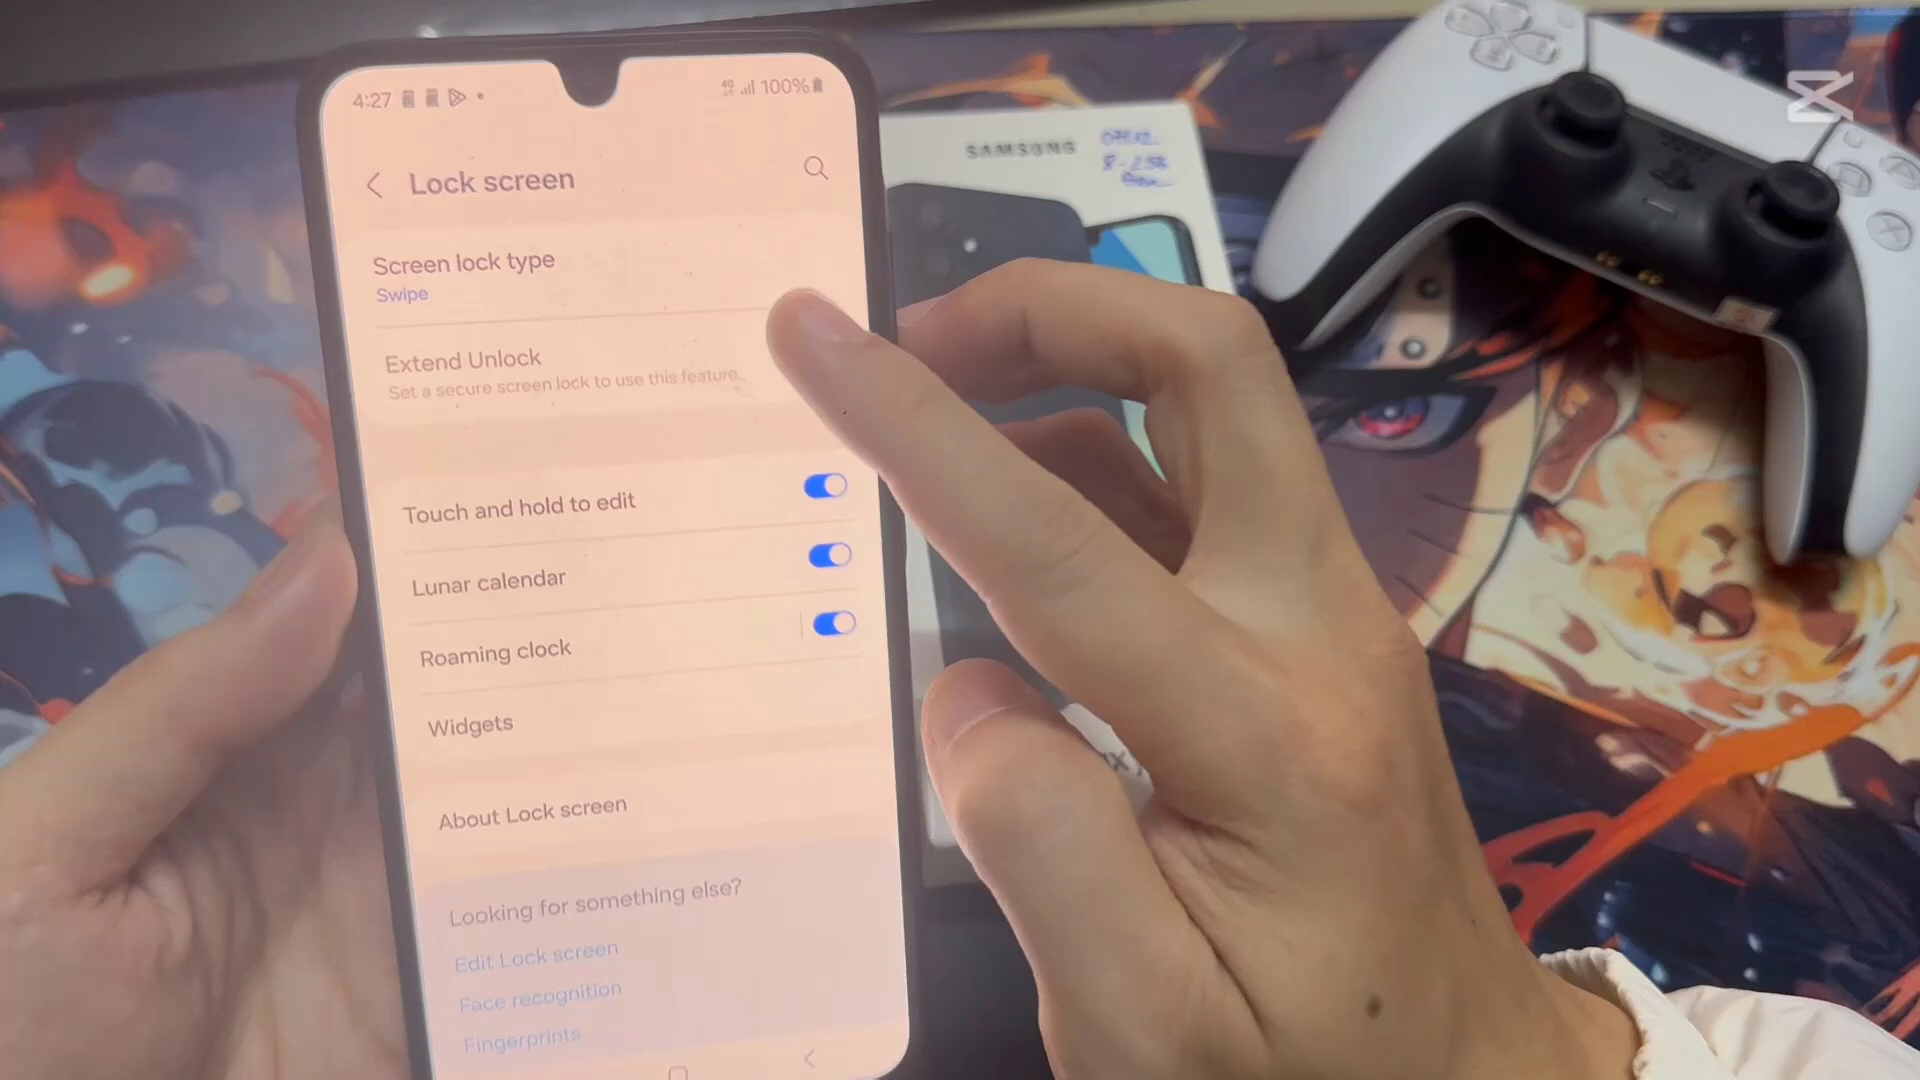 4:27
100%
Lock screen
Screen lock type
Swipe
Extend Unlock
Set a secure screen lock to use this feature.
Touch and hold to edit
Lunar calendar
Roaming clock
Widgets
About Lock screen
Looking for something else?
Edit Lock screen
Face recognition
Fingerprints
SAMSUNG